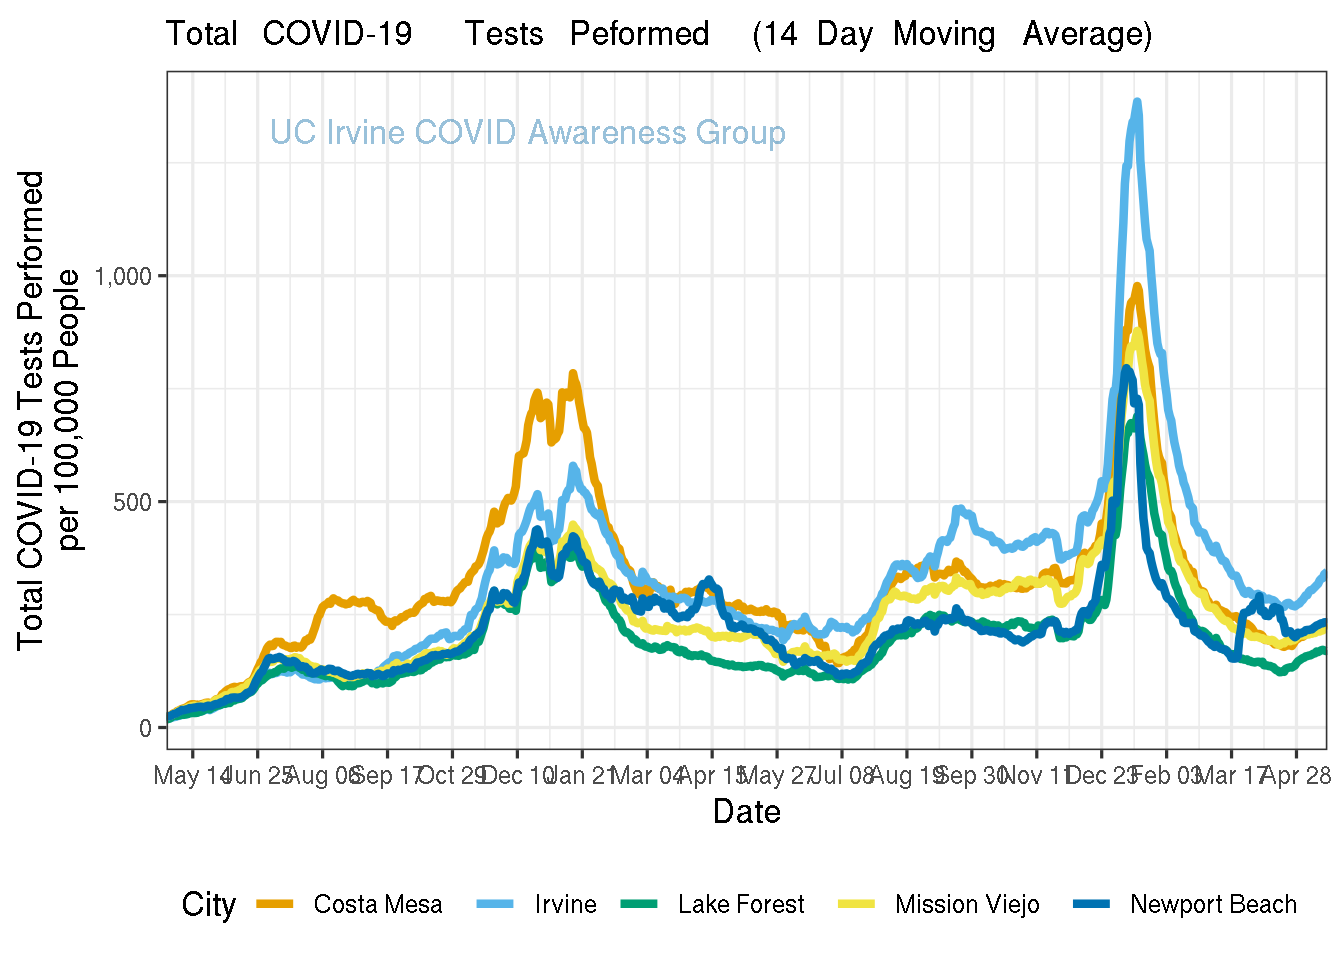 Total COVID-19 Tests Peformed (14 Day Moving Average)
UC Irvine COVID Awareness Group
Total COVID-19 Tests Performed
per 100,000 People
1,000
500
0
May 14 Jun 25 Aug 06 Sep 17 Oct 29 Dec 10 Jan 21 Mar 04 Apr 15 May 27 Jul 08 Aug 19 Sep 30 Nov 11 Dec 23 Feb 03 Mar 17 Apr 28
Date
City Costa Mesa Irvine Lake Forest Mission Viejo Newport Beach